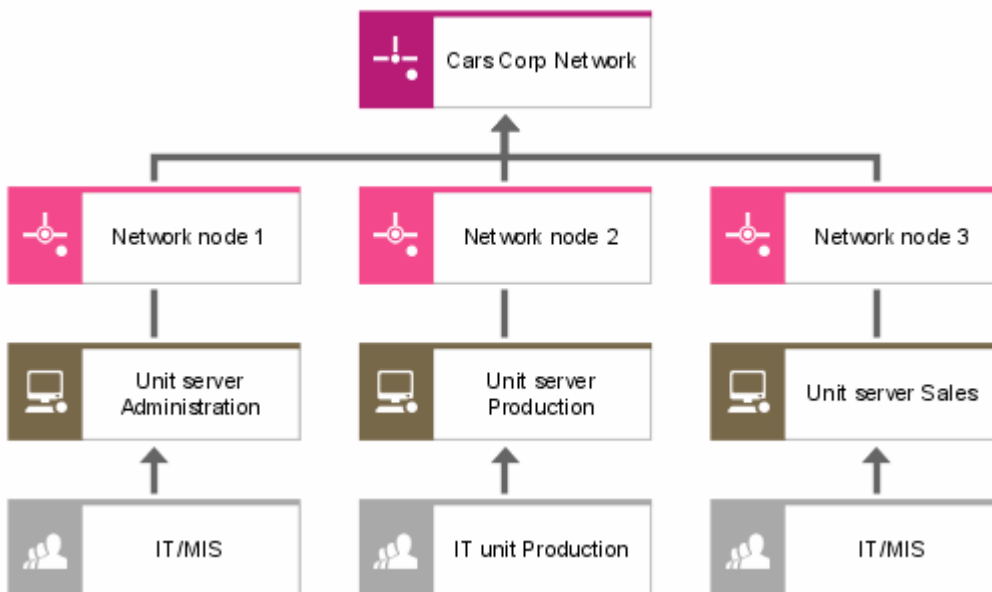 Cars Corp Network
Network node 1
Network node 2
Network node 3
Unit server
Administration
Unit server
Production
Unit server Sales
IT/MIS
IT unit Production
IT/MIS